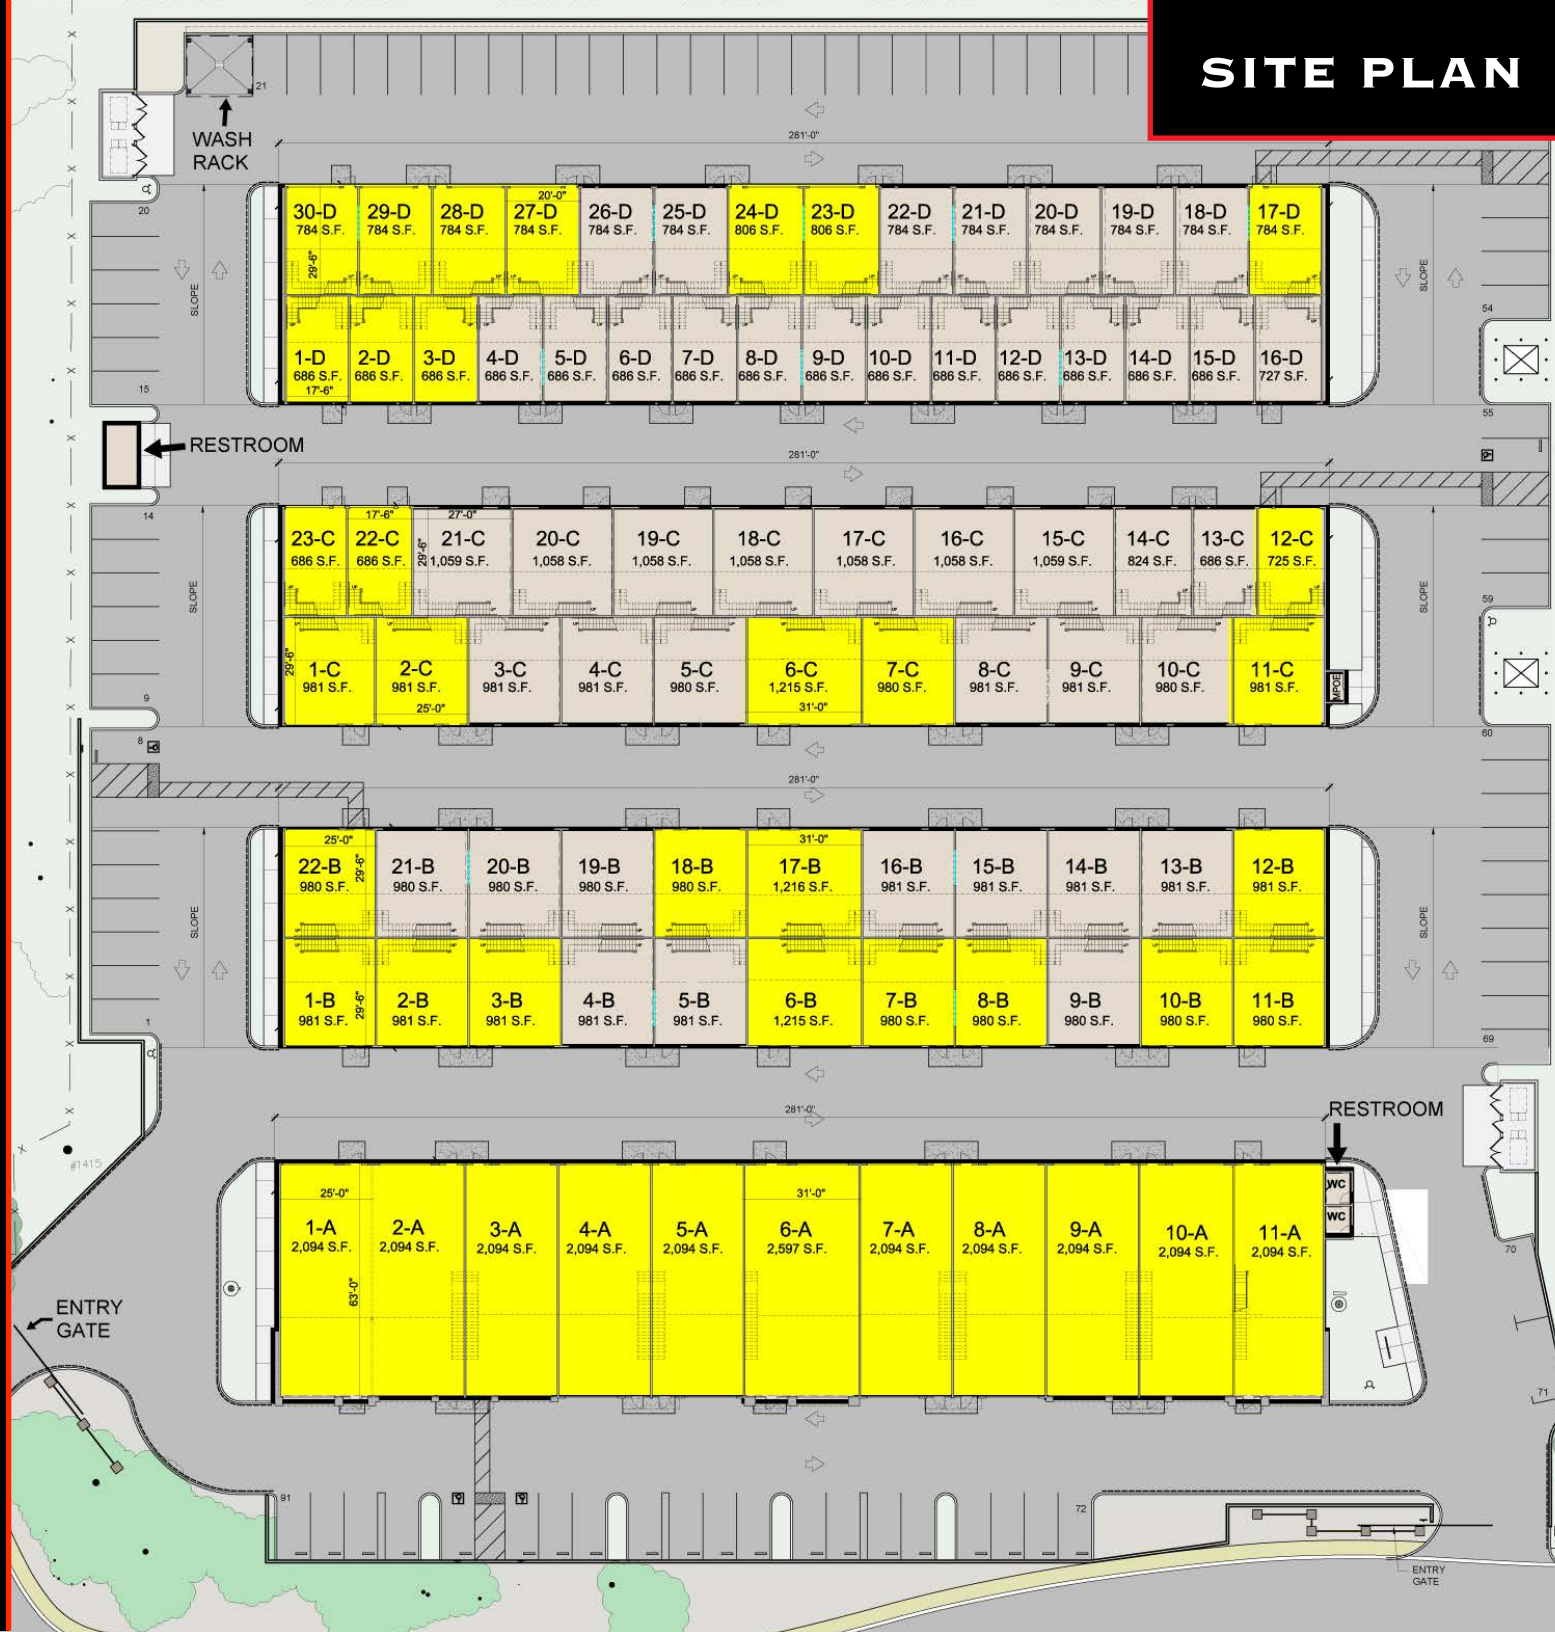 SITE PLAN
21
WASH
RACK
281'-0"
20
30-D
784 S.F.
29-D
784 S.F.
28-D
784 S.F.
20'-0"
27-D
784 S.F.
26-D
784 S.F.
25-D
784 S.F.
24-D
806 S.F.
23-D
806 S.F.
22-D
784 S.F.
21-D
784 S.F.
20-D
784 S.F.
19-D
784 S.F.
18-D
784 S.F.
17-D
784 S.F.
29'-6"
SLOPE
SLOPE
54
1-D
686 S.F.
17'-6"
2-D
686 S.F.
3-D
686 S.F.
4-D
686 S.F.
5-D
686 S.F.
6-D
686 S.F.
7-D
686 S.F.
8-D
686 S.F.
9-D
686 S.F.
10-D
686 S.F.
11-D
686 S.F.
12-D
686 S.F.
13-D
686 S.F.
14-D
686 S.F.
15-D
686 S.F.
16-D
727 S.F.
15
55
RESTROOM
281'-0"
14
23-C
686 S.F.
17'-6"
22-C
686 S.F.
27'-0"
29'-6"
21-C
1,059 S.F.
20-C
1,058 S.F.
19-C
1,058 S.F.
18-C
1,058 S.F.
17-C
1,058 S.F.
16-C
1,058 S.F.
15-C
1,059 S.F.
14-C
824 S.F.
13-C
686 S.F.
12-C
725 S.F.
SLOPE
SLOPE
59
29'-6"
1-C
981 S.F.
2-C
981 S.F.
25'-0"
3-C
981 S.F.
4-C
981 S.F.
5-C
980 S.F.
6-C
1,215 S.F.
31'-0"
7-C
980 S.F.
8-C
981 S.F.
9-C
981 S.F.
10-C
980 S.F.
11-C
981 S.F.
MPOE
9
8
60
281'-0"
25'-0"
22-B
980 S.F.
29'-6"
21-B
980 S.F.
20-B
980 S.F.
19-B
980 S.F.
18-B
980 S.F.
31'-0"
17-B
1,216 S.F.
16-B
981 S.F.
15-B
981 S.F.
14-B
981 S.F.
13-B
981 S.F.
12-B
981 S.F.
SLOPE
SLOPE
1-B
981 S.F.
29'-6"
2-B
981 S.F.
3-B
981 S.F.
4-B
981 S.F.
5-B
981 S.F.
6-B
1,215 S.F.
7-B
980 S.F.
8-B
980 S.F.
9-B
980 S.F.
10-B
980 S.F.
11-B
980 S.F.
1
69
281'-0"
RESTROOM
#1415
WC
WC
25'-0"
31'-0"
1-A
2,094 S.F.
2-A
2,094 S.F.
3-A
2,094 S.F.
4-A
2,094 S.F.
5-A
2,094 S.F.
6-A
2,597 S.F.
7-A
2,094 S.F.
8-A
2,094 S.F.
9-A
2,094 S.F.
10-A
2,094 S.F.
11-A
2,094 S.F.
63'-0"
70
ENTRY
GATE
71
91
72
ENTRY
GATE